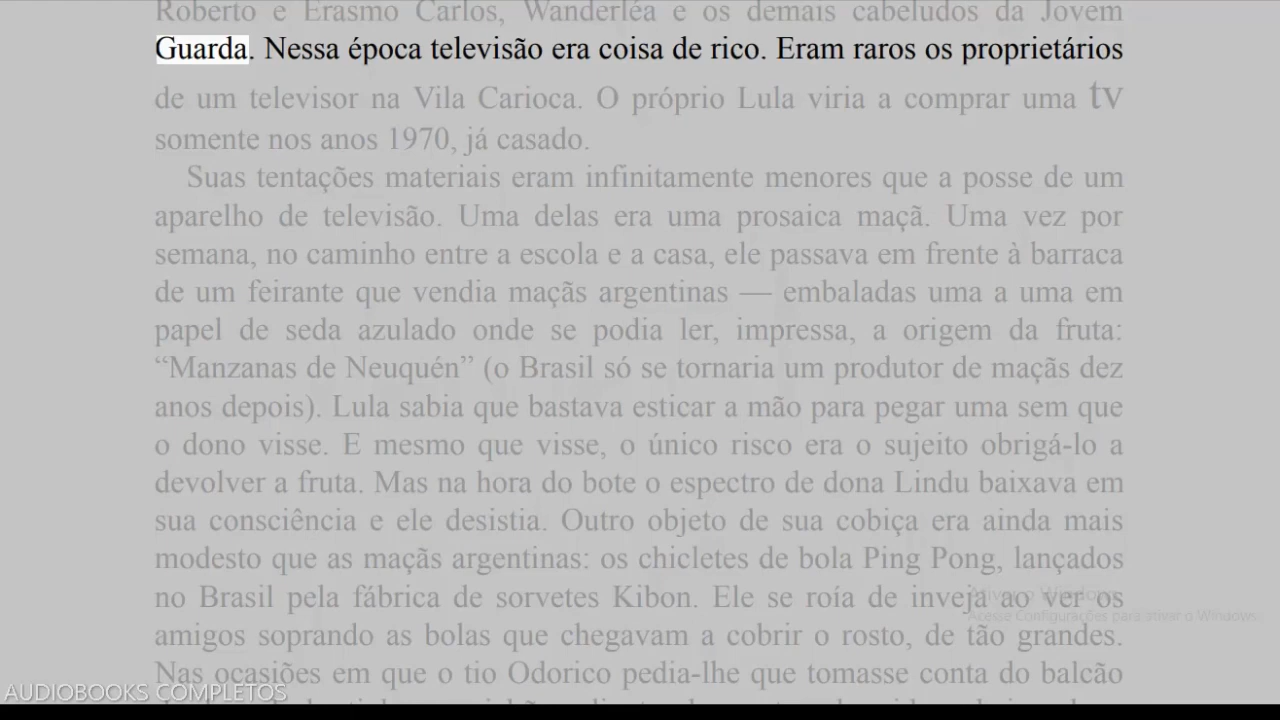 Roberto e Erasmo Carlos, Wanderléa e os demais cabeludos da Jovem
Guarda. Nessa época televisão era coisa de rico. Eram raros os proprietários
de um televisor na Vila Carioca. O próprio Lula viria a comprar uma tv
somente nos anos 1970, já casado.
Suas tentações materiais eram infinitamente menores que a posse de um
aparelho de televisão. Uma delas era uma prosaica maçã. Uma vez por
semana, no caminho entre a escola e a casa, ele passava em frente à barraca
de um feirante que vendia maçãs argentinas — embaladas uma a uma em
papel de seda azulado onde se podia ler, impressa, a origem da fruta:
“Manzanas de Neuquén” (o Brasil só se tornaria um produtor de maçãs dez
anos depois). Lula sabia que bastava esticar a mão para pegar uma sem que
o dono visse. E mesmo que visse, o único risco era o sujeito obrigá-lo a
devolver a fruta. Mas na hora do bote o espectro de dona Lindu baixava em
sua consciência e ele desistia. Outro objeto de sua cobiça era ainda mais
modesto que as maçãs argentinas: os chicletes de bola Ping Pong, lançados
no Brasil pela fábrica de sorvetes Kibon. Ele se roía de inveja ao ver os
Ativar o Windows
Acesse Configurações para ativar o Windows.
amigos soprando as bolas que chegavam a cobrir o rosto, de tão grandes.
Nas ocasiões em que o tio Odorico pedia-lhe que tomasse conta do balcão
AUDIOBOOKS COMPLETOS